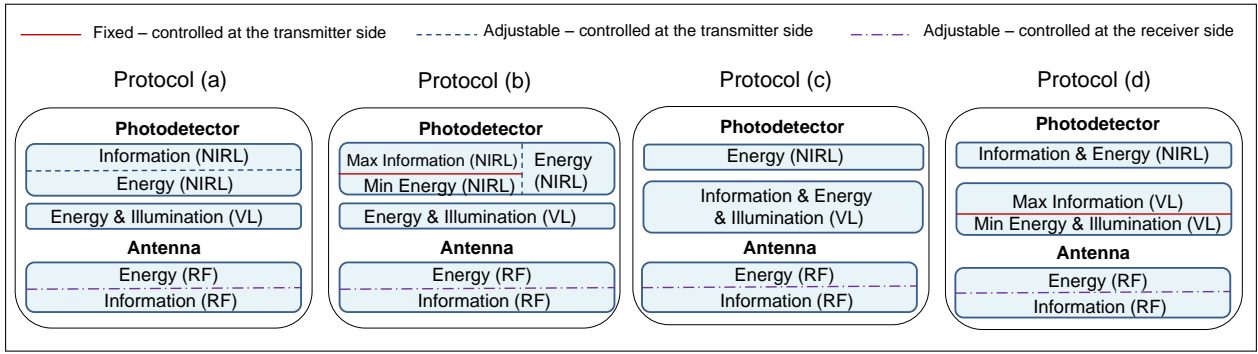 Fixed – controlled at the transmitter side
Adjustable – controlled at the transmitter side
Adjustable – controlled at the receiver side
Protocol (a)
Photodetector
Information (NIRL)
Energy (NIRL)
Energy & Illumination (VL)
Antenna
Energy (RF)
Information (RF)
Protocol (b)
Photodetector
Max Information (NIRL)
Min Energy (NIRL)
Energy
(NIRL)
Energy & Illumination (VL)
Antenna
Energy (RF)
Information (RF)
Protocol (c)
Photodetector
Energy (NIRL)
Information & Energy
& Illumination (VL)
Antenna
Energy (RF)
Information (RF)
Protocol (d)
Photodetector
Information & Energy (NIRL)
Max Information (VL)
Min Energy & Illumination (VL)
Antenna
Energy (RF)
Information (RF)